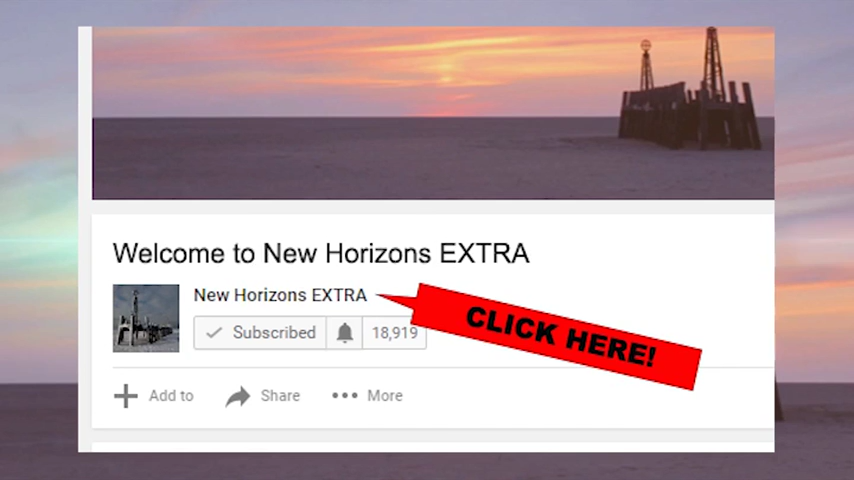 Welcome to New Horizons EXTRA
New Horizons EXTRA
CLICK HERE!
Subscribed 18,919
Add to Share More